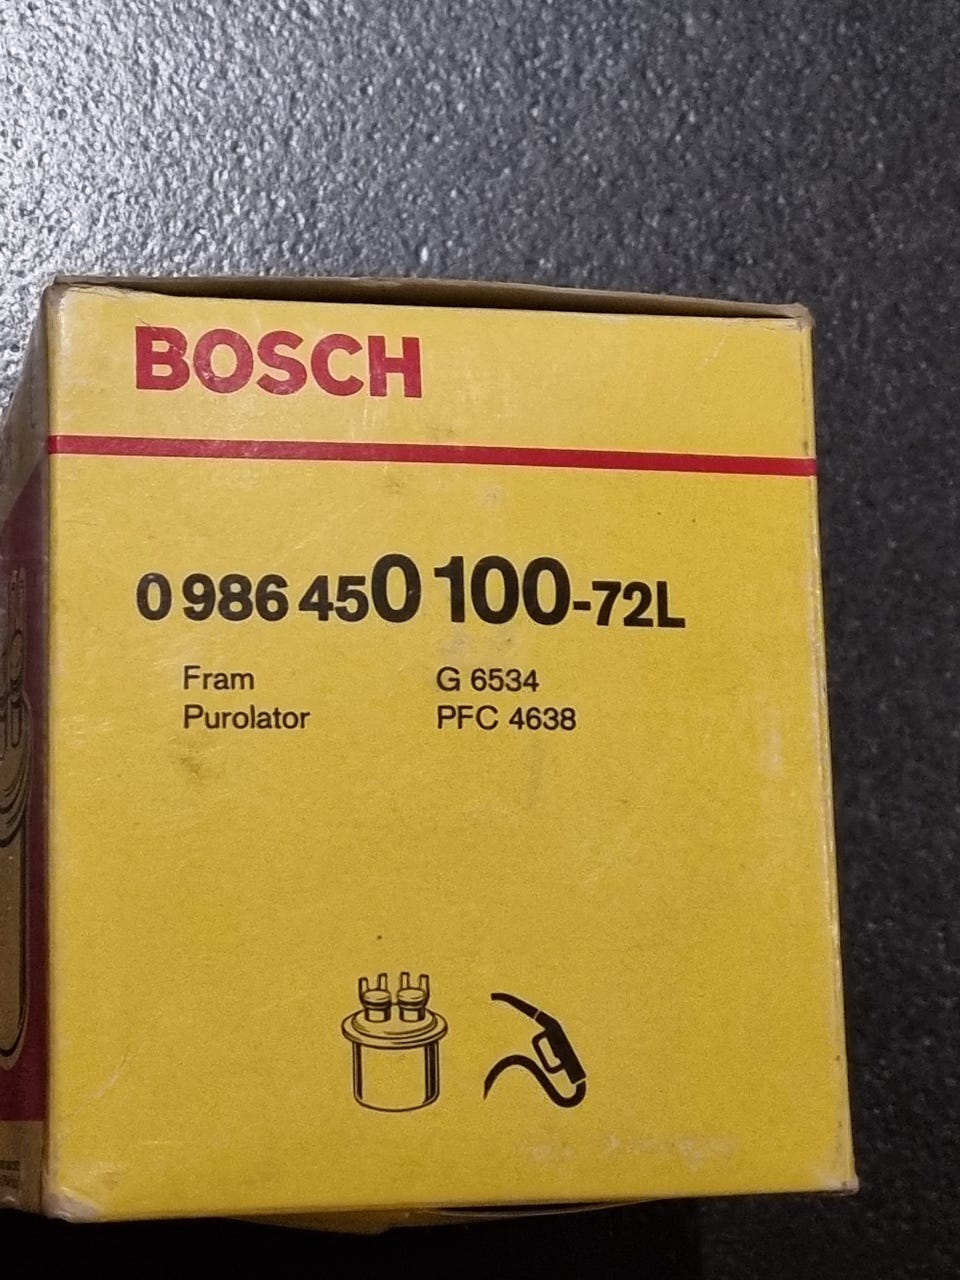 BOSCH
0 986 450 100-72L
Fram G 6534
Purolator PFC 4638